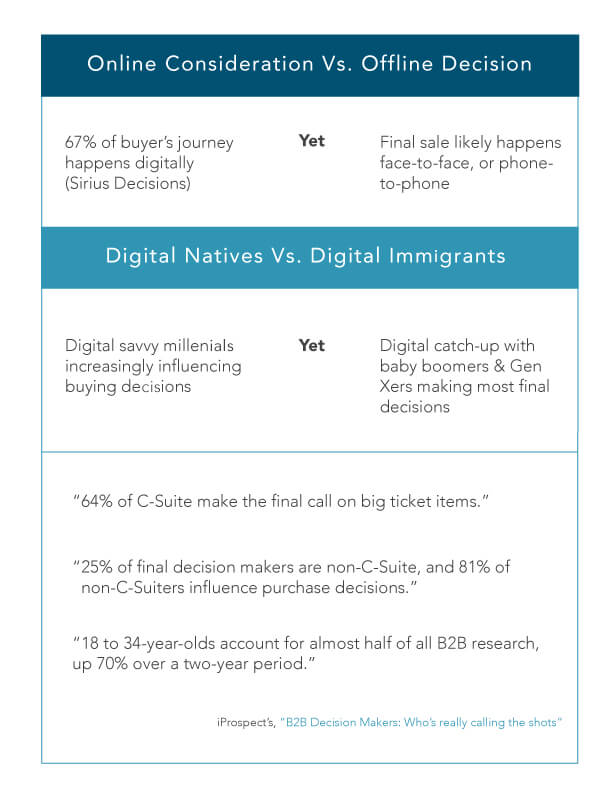 Online Consideration Vs. Offline Decision
67% of buyer's journey
happens digitally
(Sirius Decisions)
Yet
Final sale likely happens
face-to-face, or phone-
to-phone
Digital Natives Vs. Digital Immigrants
Digital savvy millenials
increasingly influencing
buying decisions
Yet
Digital catch-up with
baby boomers & Gen
Xers making most final
decisions
“64% of C-Suite make the final call on big ticket items.”
“25% of final decision makers are non-C-Suite, and 81% of
non-C-Suiters influence purchase decisions.”
“18 to 34-year-olds account for almost half of all B2B research,
up 70% over a two-year period.”
iProspect's, “B2B Decision Makers: Who's really calling the shots”